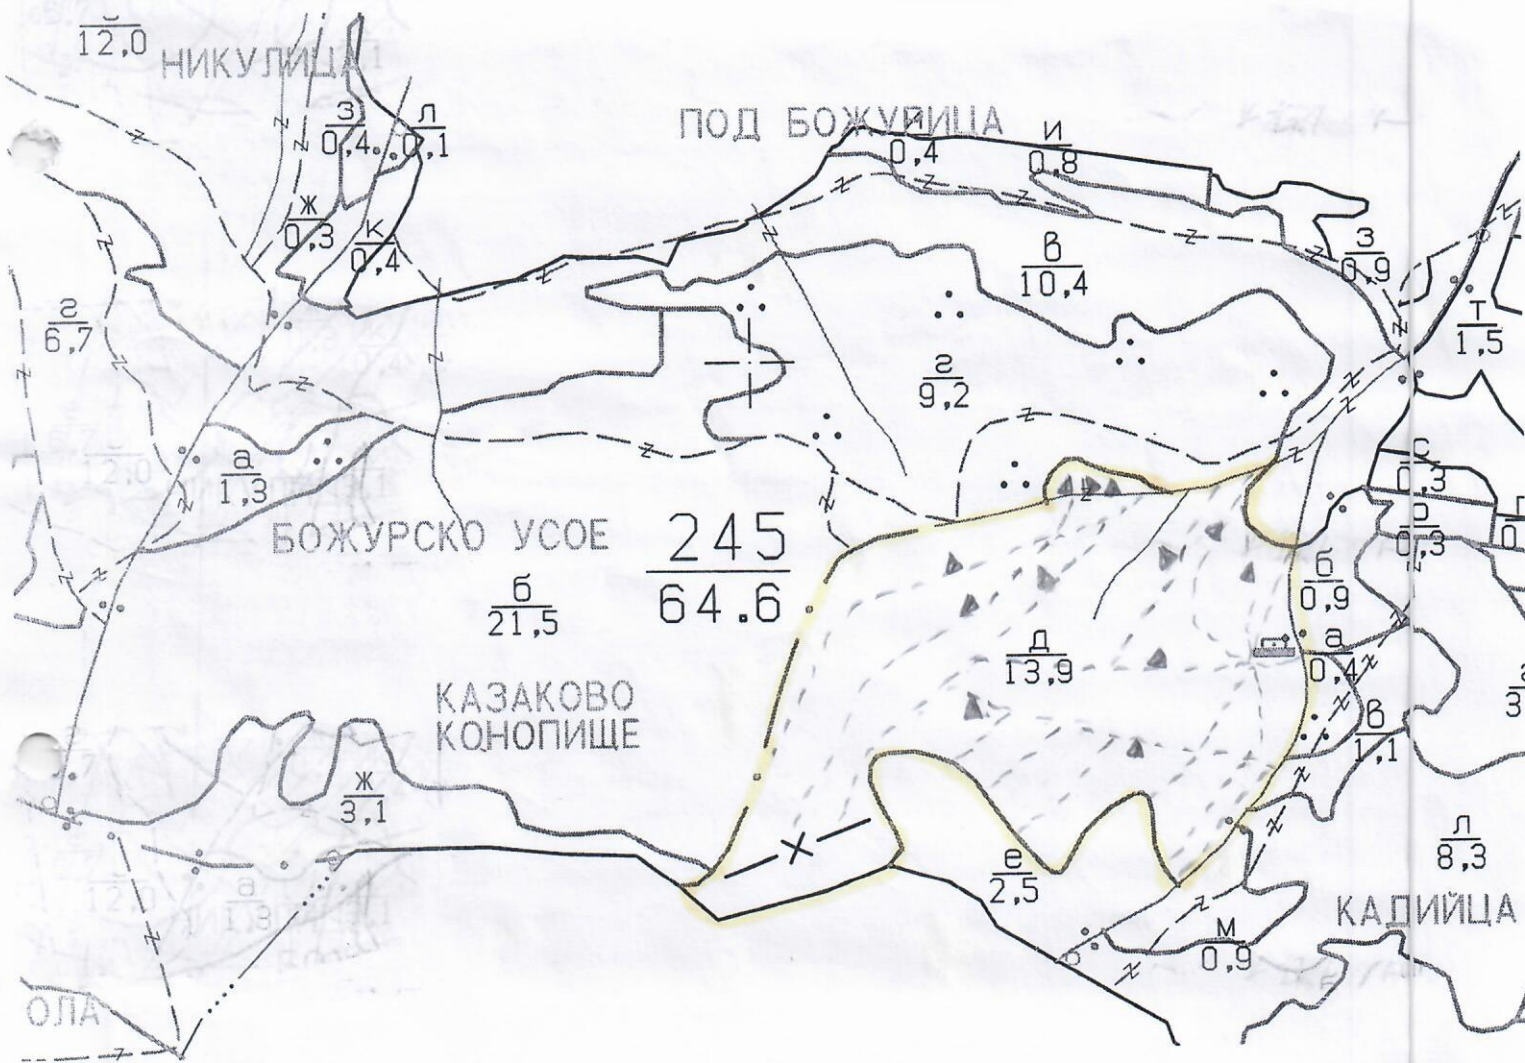 12,0
НИКУЛИЦА
ПОД БОЖУРИЦА
з
0,4
л
0,1
и
0,4
и
0,8
ж
0,3
к
0,4
в
10,4
з
0,9
г
6,7
т
1,5
г
9,2
а
1,3
с
0,3
р
0,3
БОЖУРСКО УСОЕ
245
64.6
б
21,5
б
0,9
д
13,9
а
0,4
КАЗАКОВО
КОНОПИЩЕ
в
1,1
ж
3,1
л
8,3
е
2,5
КАДИЙЦА
м
0,9
ОЛА